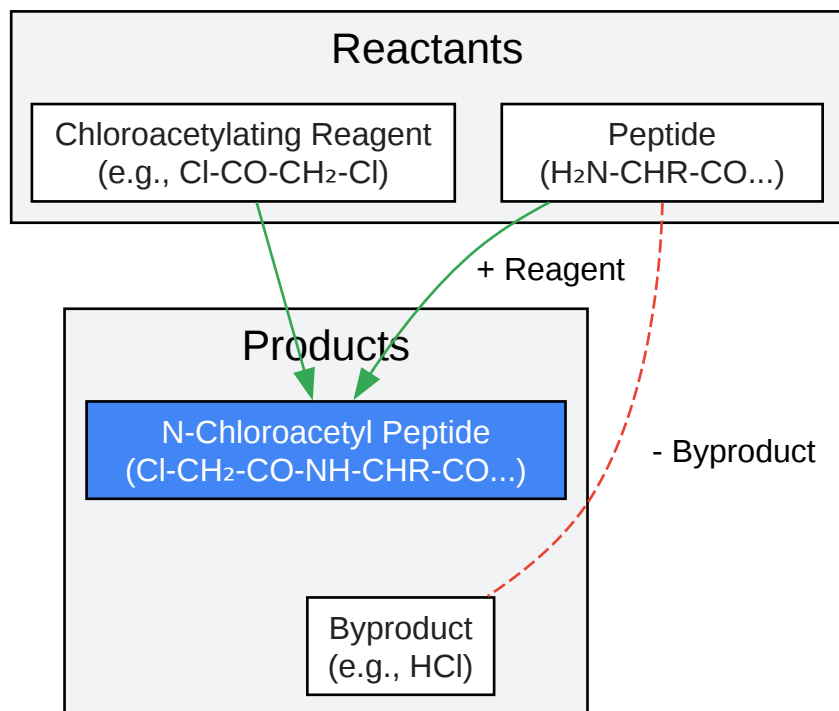 Reactants
Chloroacetylating Reagent
(e.g., Cl-CO-CH₂-Cl)
Peptide
(H₂N-CHR-CO...)
+ Reagent
Products
N-Chloroacetyl Peptide
(Cl-CH₂-CO-NH-CHR-CO...)
- Byproduct
Byproduct
(e.g., HCl)